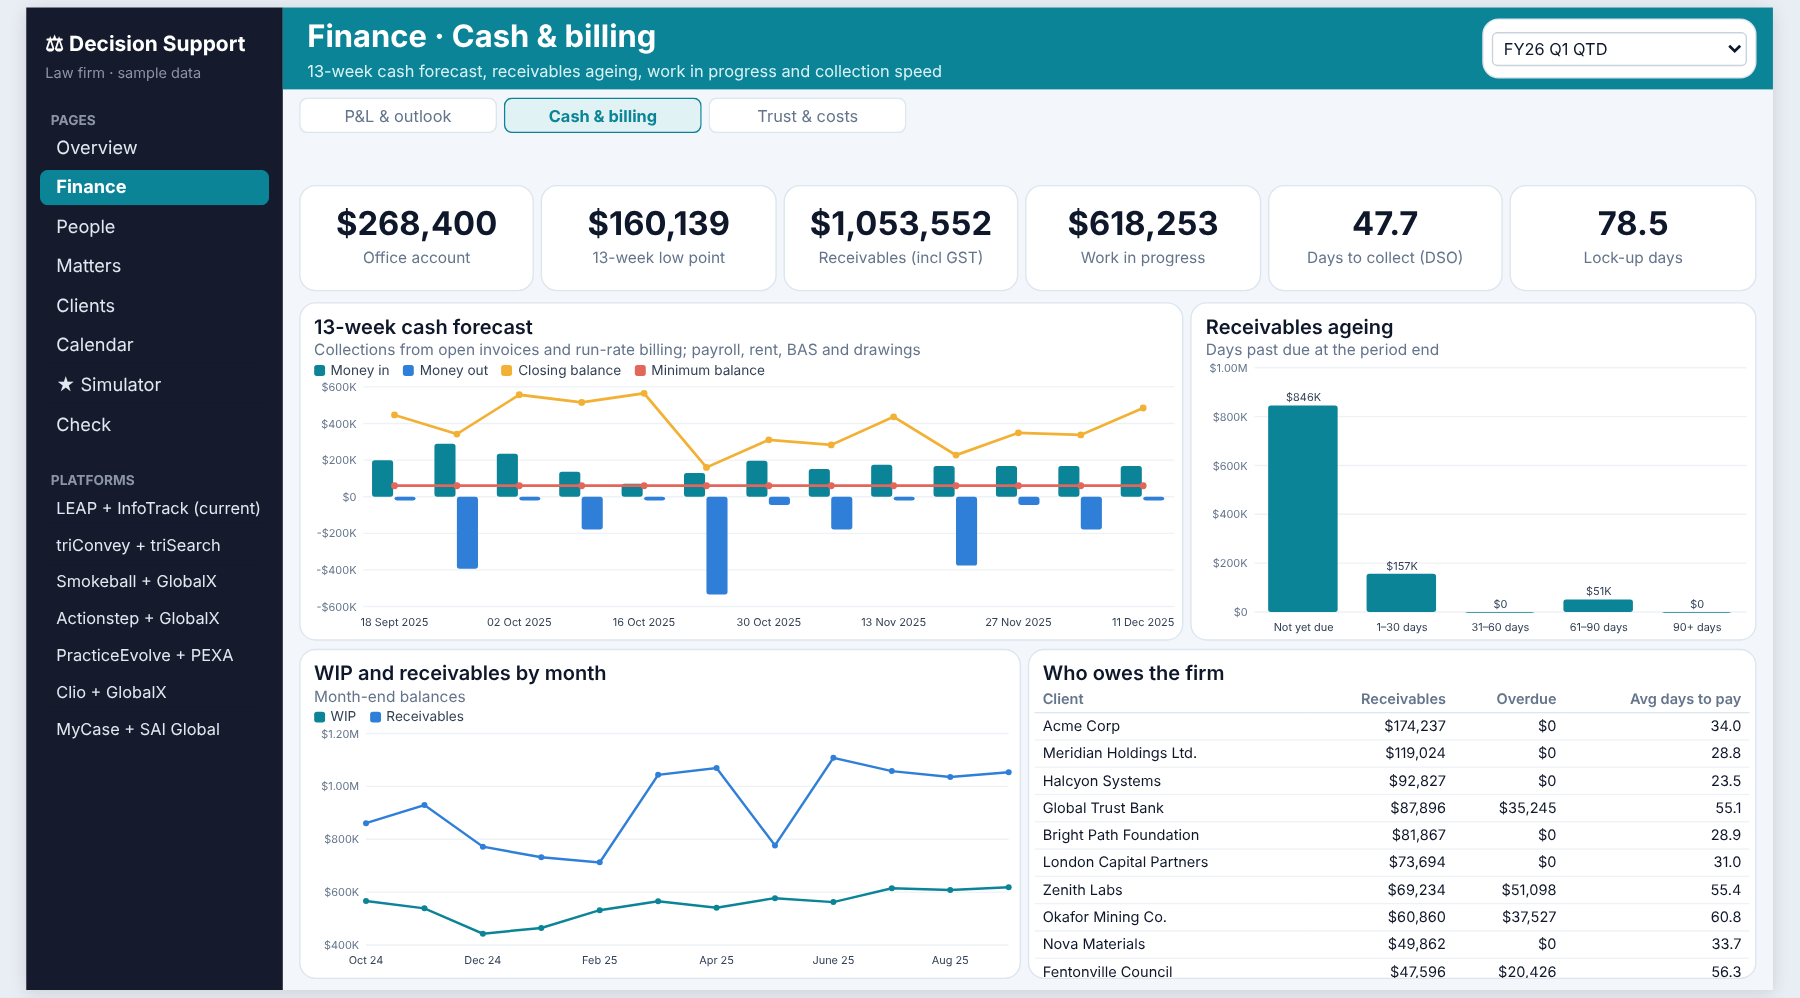 ⚖ Decision Support
Law firm · sample data
PAGES
Overview
Finance
People
Matters
Clients
Calendar
★ Simulator
Check
PLATFORMS
LEAP + InfoTrack (current)
triConvey + triSearch
Smokeball + GlobalX
Actionstep + GlobalX
PracticeEvolve + PEXA
Clio + GlobalX
MyCase + SAI Global
Finance · Cash & billing
13-week cash forecast, receivables ageing, work in progress and collection speed
FY26 Q1 QTD
P&L & outlook
Cash & billing
Trust & costs
$268,400
Office account
$160,139
13-week low point
$1,053,552
Receivables (incl GST)
$618,253
Work in progress
47.7
Days to collect (DSO)
78.5
Lock-up days
13-week cash forecast
Collections from open invoices and run-rate billing; payroll, rent, BAS and drawings
Money in Money out Closing balance Minimum balance
$600K
$400K
$200K
$0
-$200K
-$400K
-$600K
18 Sept 2025 02 Oct 2025 16 Oct 2025 30 Oct 2025 13 Nov 2025 27 Nov 2025 11 Dec 2025
Receivables ageing
Days past due at the period end
$1.00M
$800K
$600K
$400K
$200K
$0
$846K
$157K
$0
$51K
$0
Not yet due 1–30 days 31–60 days 61–90 days 90+ days
WIP and receivables by month
Month-end balances
WIP Receivables
$1.20M
$1.00M
$800K
$600K
$400K
Oct 24 Dec 24 Feb 25 Apr 25 June 25 Aug 25
Who owes the firm
Client Receivables Overdue Avg days to pay
Acme Corp $174,237 $0 34.0
Meridian Holdings Ltd. $119,024 $0 28.8
Halcyon Systems $92,827 $0 23.5
Global Trust Bank $87,896 $35,245 55.1
Bright Path Foundation $81,867 $0 28.9
London Capital Partners $73,694 $0 31.0
Zenith Labs $69,234 $51,098 55.4
Okafor Mining Co. $60,860 $37,527 60.8
Nova Materials $49,862 $0 33.7
Fentonville Council $47,596 $20,426 56.3